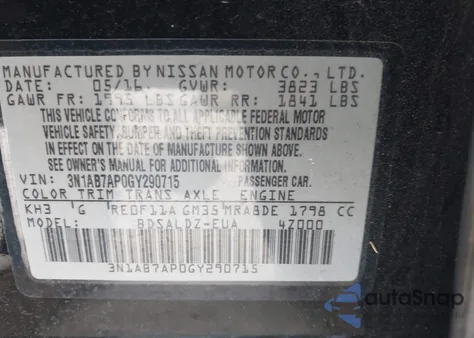 MANUFACTURED BY NISSAN MOTOR CO., LTD.
DATE: 05/16 GVWR: 3823 LBS
GAWR FR: 1995 LBS GAWR RR: 1841 LBS
THIS VEHICLE CONFORMS TO ALL APPLICABLE FEDERAL MOTOR
VEHICLE SAFETY, BUMPER AND THEFT PREVENTION STANDARDS
IN EFFECT ON THE DATE OF MANUFACTURE SHOWN ABOVE.
SEE OWNER'S MANUAL FOR ADDITIONAL INFORMATION.
VIN: 3N1AB7AP0GY290715 PASSENGER CAR.
COLOR TRIM TRANS AXLE ENGINE
KH3 G RE0F11A GM35 MRA8DE 1798 CC
MODEL: BDSALDZ-EUA 4Z000
3N1AB7AP0GY290715
autoSnap